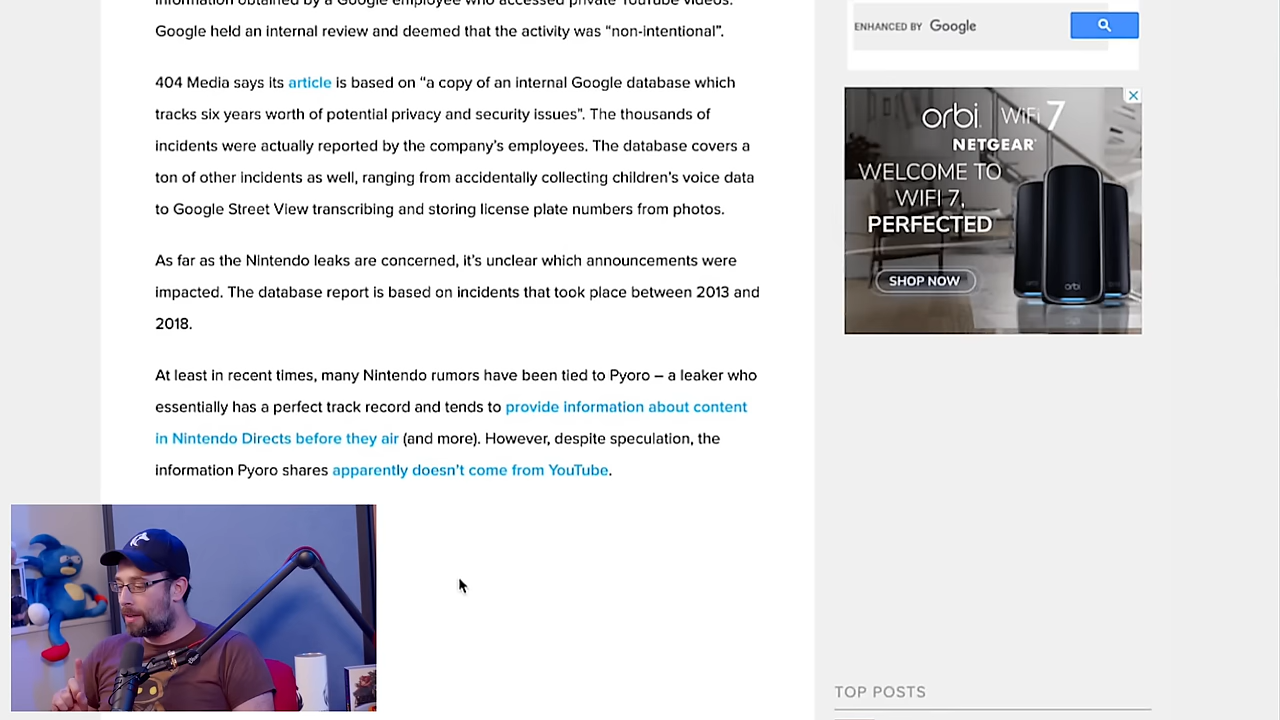 information obtained by a Google employee who accessed private YouTube videos.
Google held an internal review and deemed that the activity was “non-intentional”.
404 Media says its article is based on “a copy of an internal Google database which
tracks six years worth of potential privacy and security issues”. The thousands of
incidents were actually reported by the company’s employees. The database covers a
ton of other incidents as well, ranging from accidentally collecting children’s voice data
to Google Street View transcribing and storing license plate numbers from photos.
As far as the Nintendo leaks are concerned, it’s unclear which announcements were
impacted. The database report is based on incidents that took place between 2013 and
2018.
At least in recent times, many Nintendo rumors have been tied to Pyoro – a leaker who
essentially has a perfect track record and tends to provide information about content
in Nintendo Directs before they air (and more). However, despite speculation, the
information Pyoro shares apparently doesn’t come from YouTube.
ENHANCED BY Google
orbi WiFi 7
NETGEAR
WELCOME TO
WIFI 7,
PERFECTED
SHOP NOW
orbi
TOP POSTS